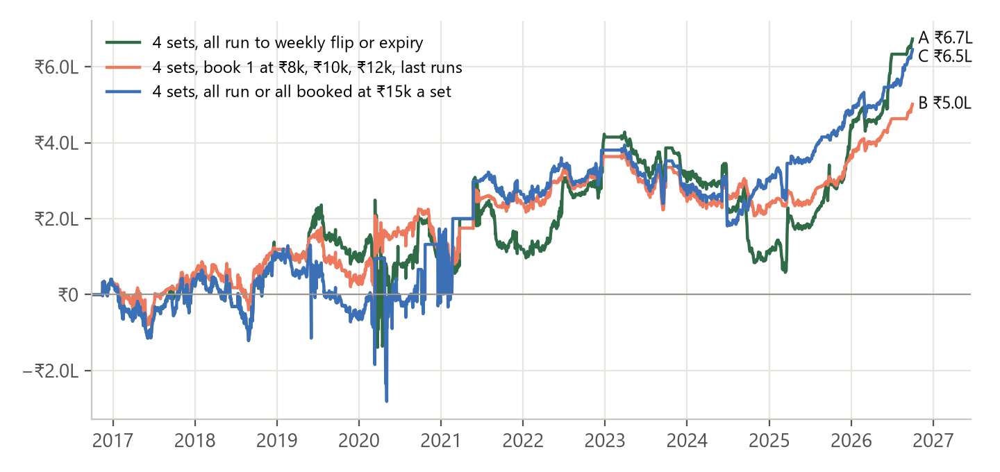 4 sets, all run to weekly flip or expiry
4 sets, book 1 at ₹8k, ₹10k, ₹12k, last runs
4 sets, all run or all booked at ₹15k a set
₹6.0L
₹4.0L
₹2.0L
₹0
−₹2.0L
A ₹6.7L
C ₹6.5L
B ₹5.0L
2017 2018 2019 2020 2021 2022 2023 2024 2025 2026 2027